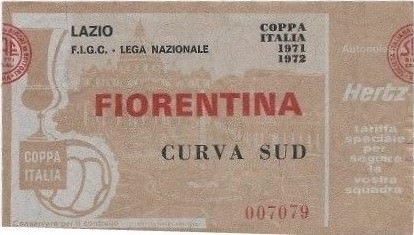 LAZIO
F.I.G.C. - LEGA NAZIONALE
COPPA
ITALIA
1971
1972
FIORENTINA
CURVA SUD
COPPA
ITALIA
Hertz
tariffa
speciale
per
seguire
la
vostra
squadra
007079
Conservare per il controllo